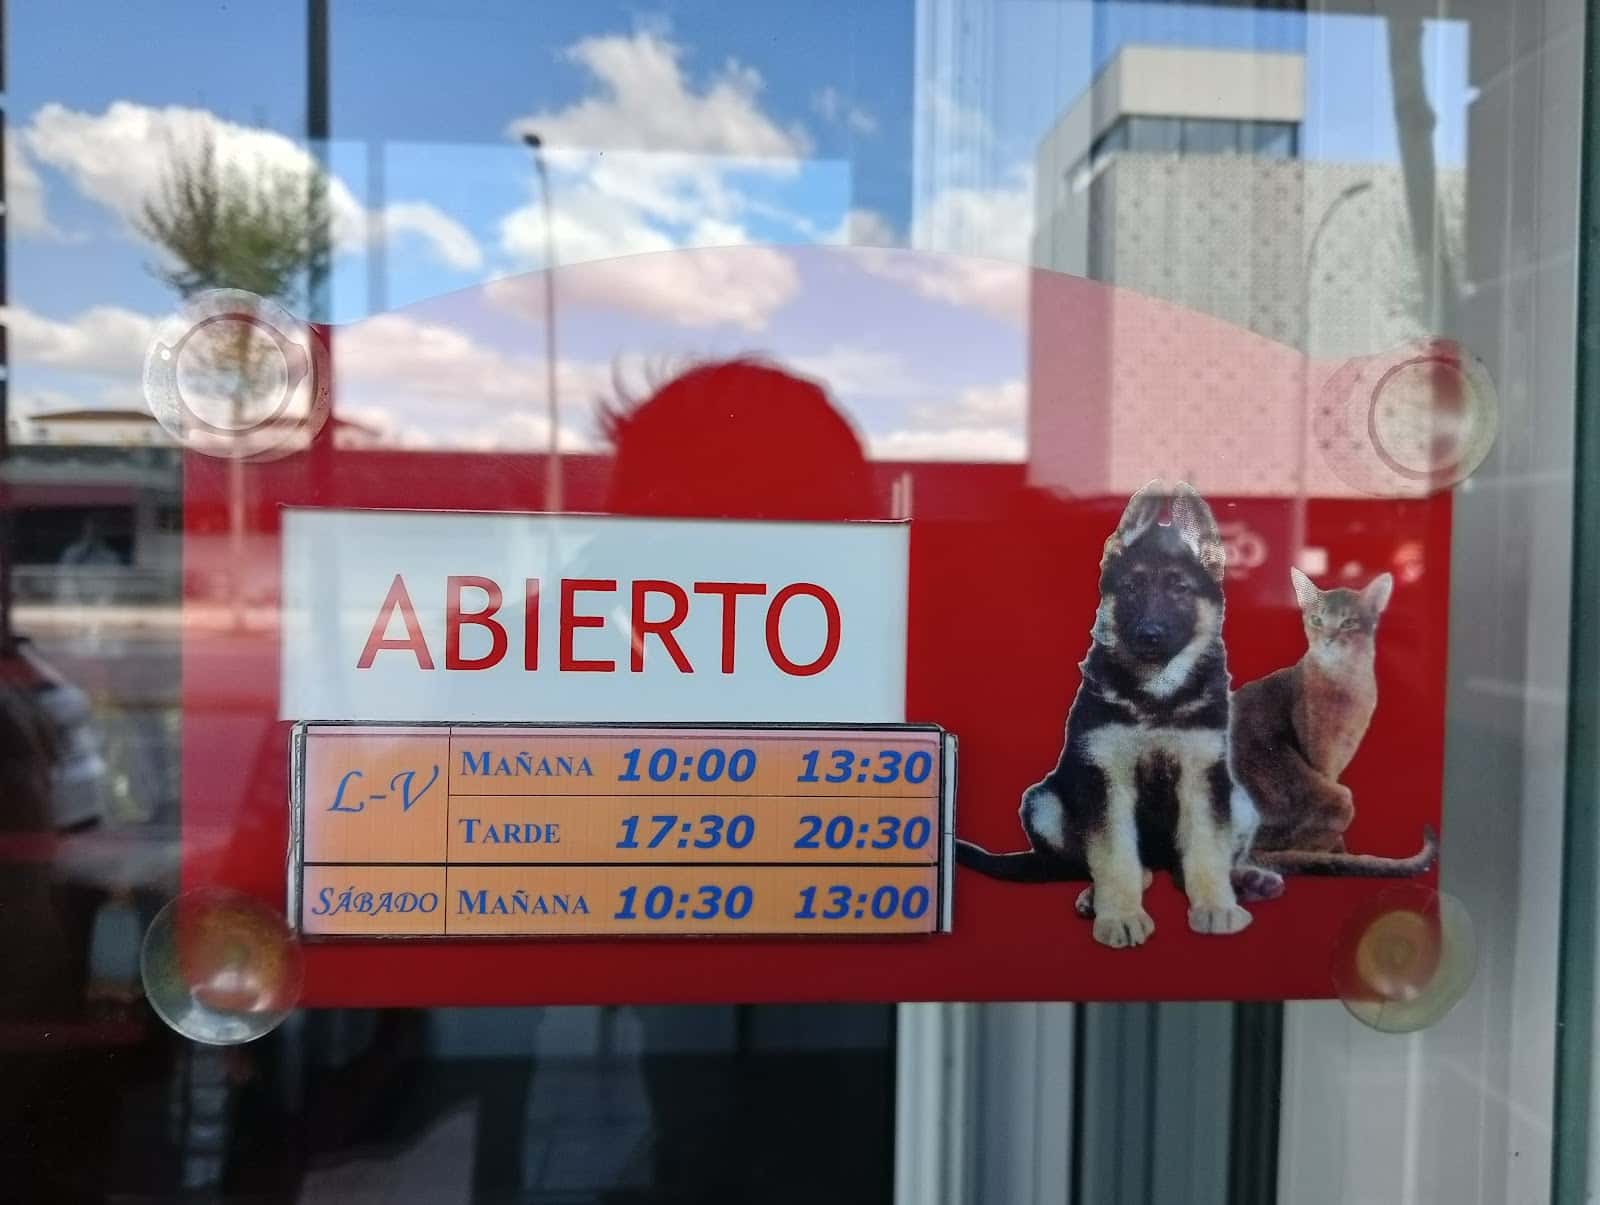 ABIERTO
L-V
MAÑANA 10:00 13:30
TARDE 17:30 20:30
SÁBADO MAÑANA 10:30 13:00